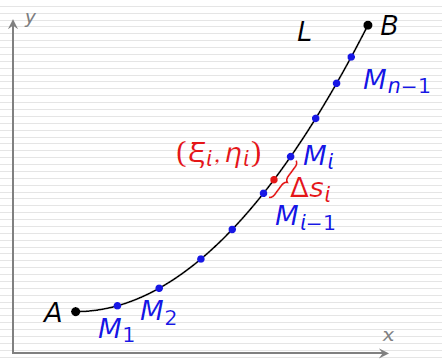 y
L
B
M_{n-1}
(ξ_i, η_i)
M_i
Δs_i
M_{i-1}
A
M_1
M_2
x